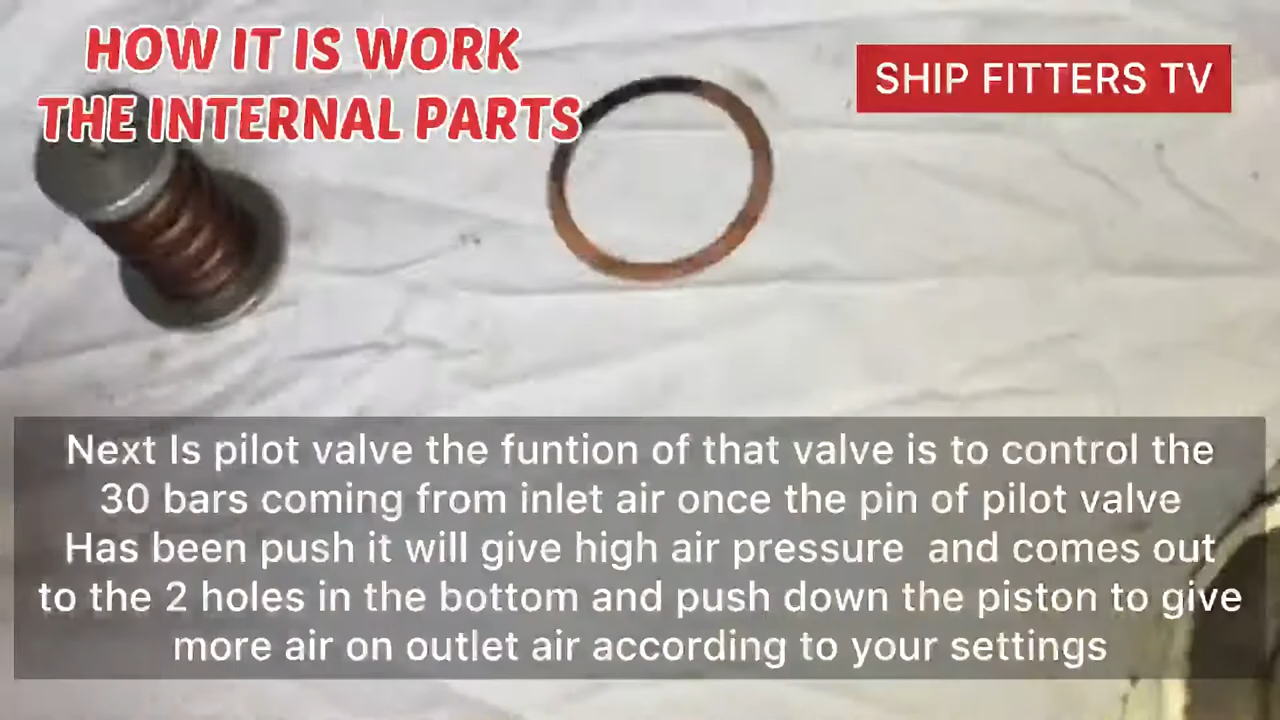 HOW IT IS WORK
THE INTERNAL PARTS
SHIP FITTERS TV
Next Is pilot valve the funtion of that valve is to control the
30 bars coming from inlet air once the pin of pilot valve
Has been push it will give high air pressure  and comes out
to the 2 holes in the bottom and push down the piston to give
more air on outlet air according to your settings